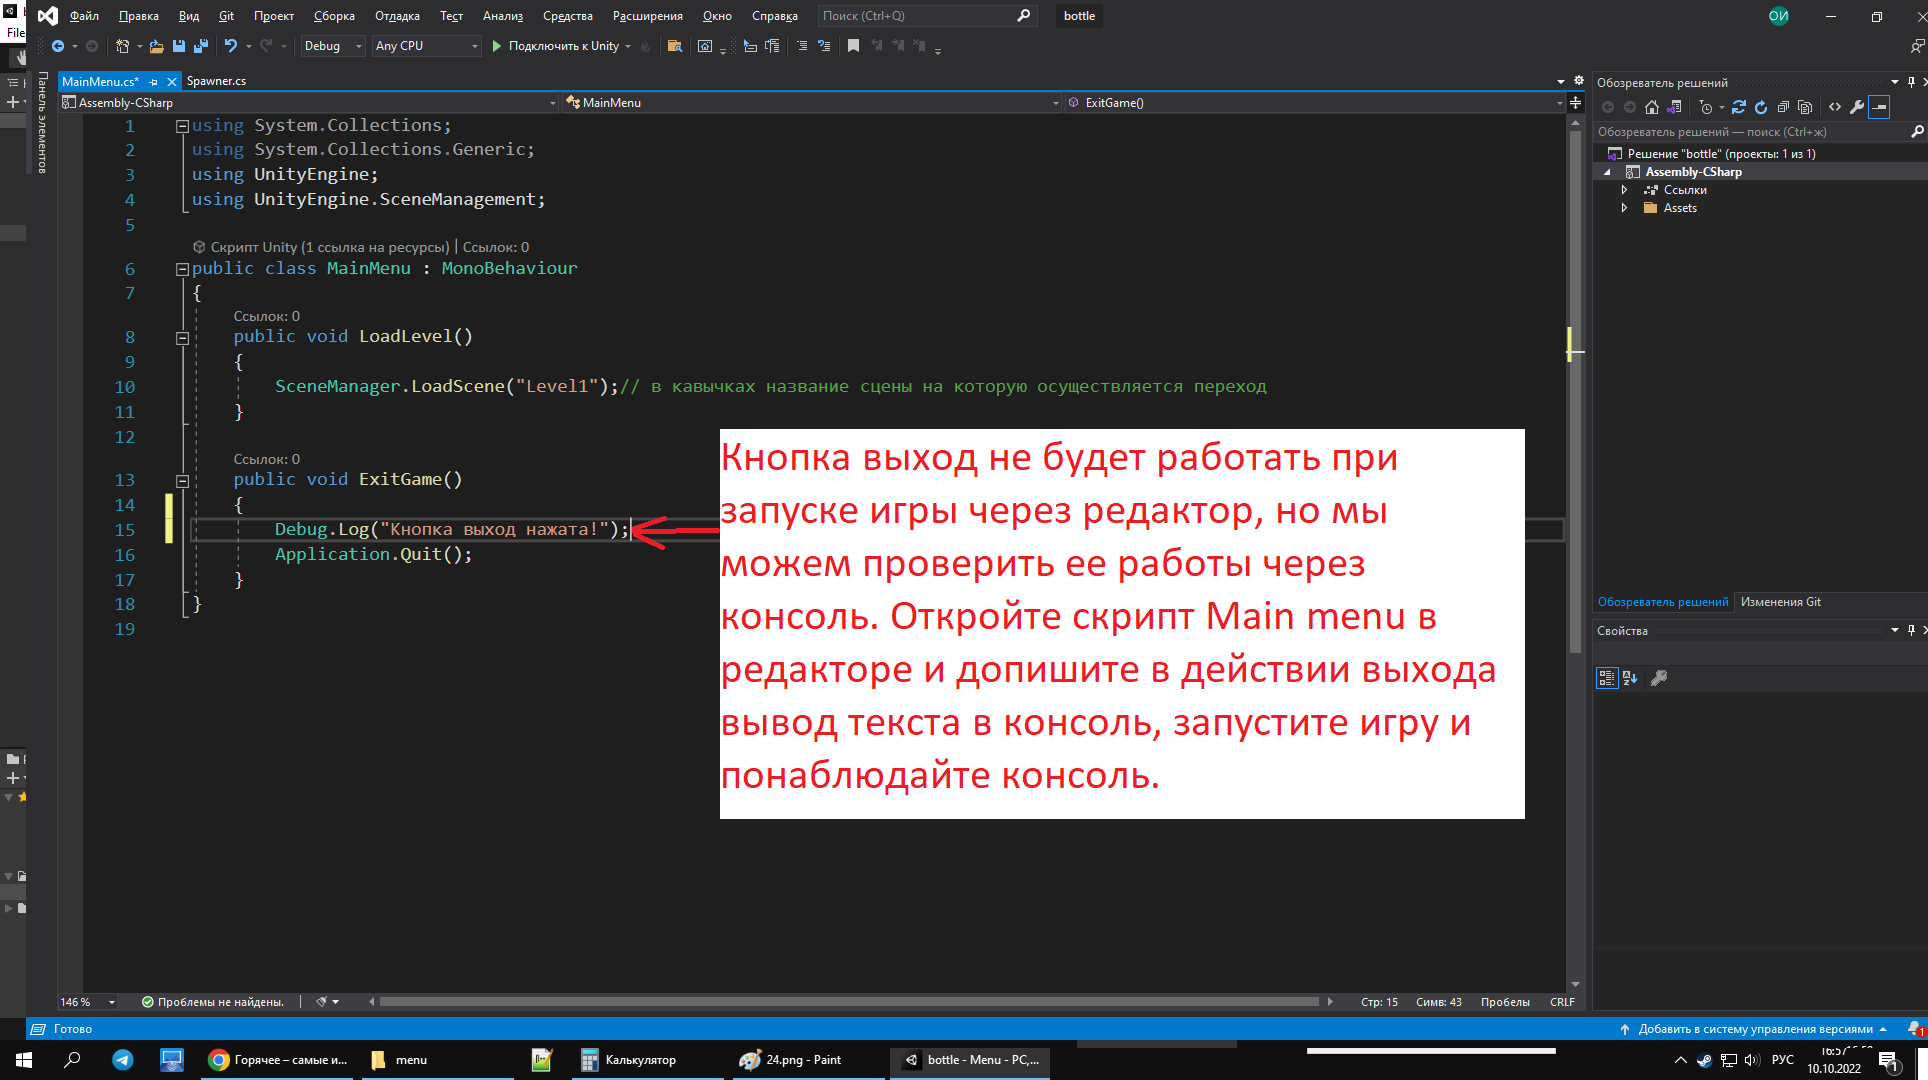 File
Файл Правка Вид Git Проект Сборка Отладка Тест Анализ Средства Расширения Окно Справка Поиск (Ctrl+Q) bottle ОИ
Debug Any CPU Подключить к Unity
Панель элементов
MainMenu.cs* Spawner.cs
Assembly-CSharp MainMenu ExitGame()
1 using System.Collections;
2 using System.Collections.Generic;
3 using UnityEngine;
4 using UnityEngine.SceneManagement;
5
Скрипт Unity (1 ссылка на ресурсы) | Ссылок: 0
6 public class MainMenu : MonoBehaviour
7 {
Ссылок: 0
8 public void LoadLevel()
9 {
10 SceneManager.LoadScene("Level1");// в кавычках название сцены на которую осуществляется переход
11 }
12
Ссылок: 0
13 public void ExitGame()
14 {
15 Debug.Log("Кнопка выход нажата!");
16 Application.Quit();
17 }
18 }
19
Кнопка выход не будет работать при
запуске игры через редактор, но мы
можем проверить ее работы через
консоль. Откройте скрипт Main menu в
редакторе и допишите в действии выхода
вывод текста в консоль, запустите игру и
понаблюдайте консоль.
Обозреватель решений
Обозреватель решений — поиск (Ctrl+ж)
Решение "bottle" (проекты: 1 из 1)
Assembly-CSharp
Ссылки
Assets
Обозреватель решений Изменения Git
Свойства
146 % Проблемы не найдены. Стр: 15 Симв: 43 Пробелы CRLF
Готово Добавить в систему управления версиями 1
Горячее – самые и... menu Калькулятор 24.png - Paint bottle - Menu - PC,... РУС 10.10.2022 1